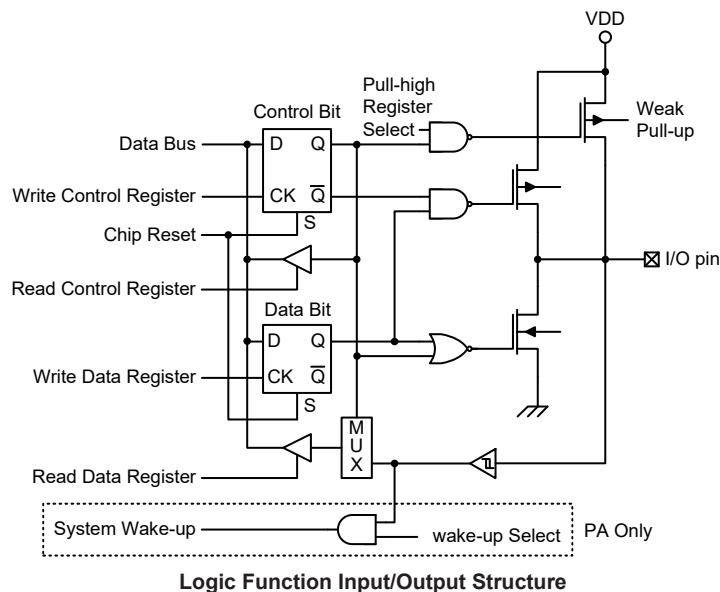 VDD
Pull-high
Register
Select
Weak
Pull-up
Control Bit
Data Bus
D
Q
Write Control Register
CK
Q
S
Chip Reset
I/O pin
Read Control Register
Data Bit
D
Q
Write Data Register
CK
Q
S
M
U
X
Read Data Register
System Wake-up
wake-up Select
PA Only
Logic Function Input/Output Structure